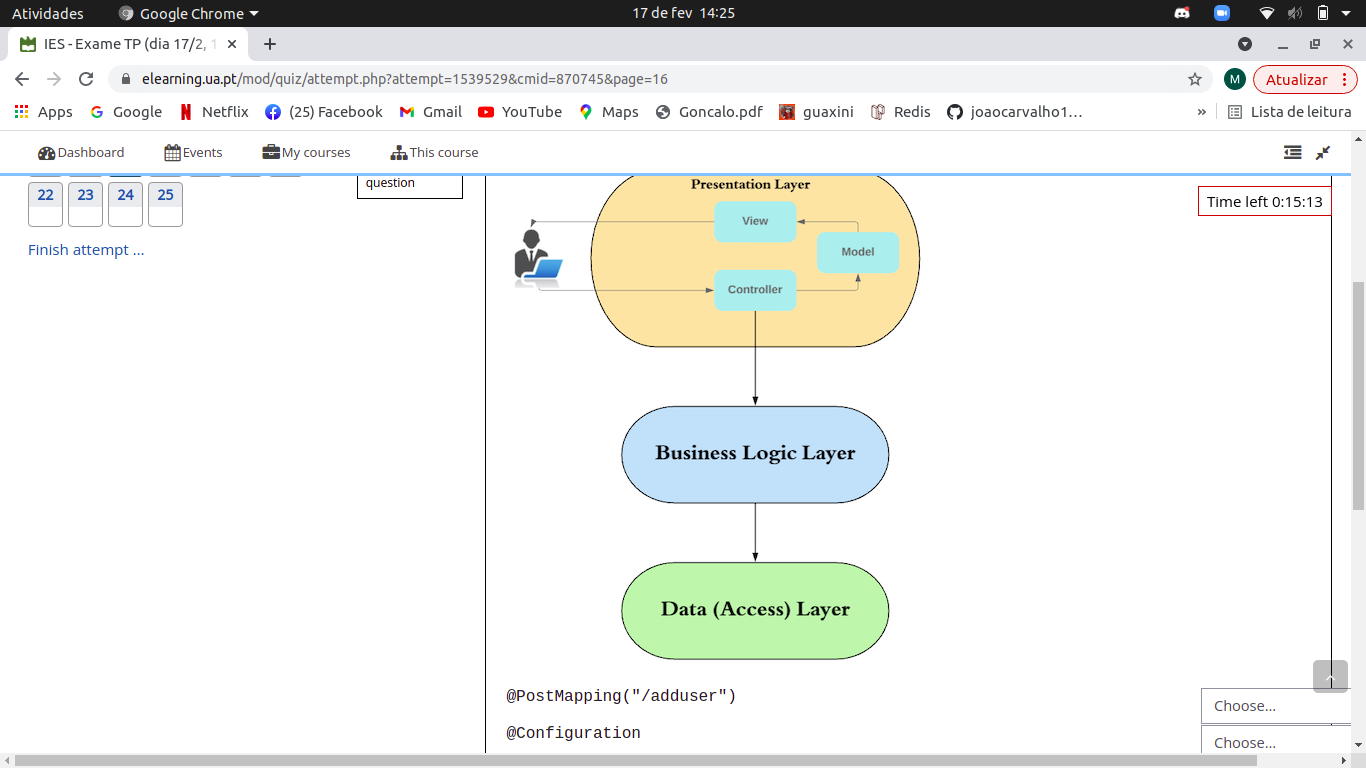 Atividades Google Chrome 17 de fev 14:25
IES - Exame TP (dia 17/2, 1
elearning.ua.pt/mod/quiz/attempt.php?attempt=1539529&cmid=870745&page=16 M Atualizar
Apps Google Netflix (25) Facebook Gmail YouTube Maps Goncalo.pdf guaxini Redis joaocarvalho1... » Lista de leitura
Dashboard Events My courses This course
question
22 23 24 25
Finish attempt ...
Time left 0:15:13
Presentation Layer
View
Model
Controller
Business Logic Layer
Data (Access) Layer
@PostMapping("/adduser") Choose...
@Configuration Choose...